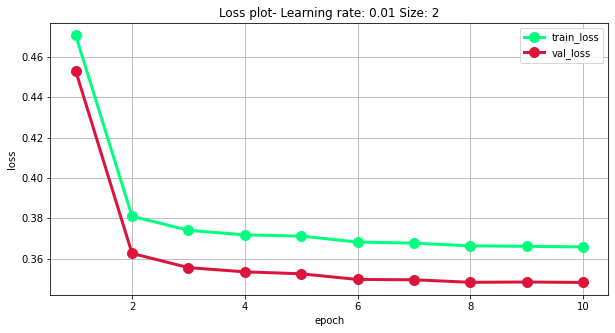 Loss plot- Learning rate: 0.01 Size: 2
train_loss
val_loss
loss
0.46
0.44
0.42
0.40
0.38
0.36
2 4 6 8 10
epoch